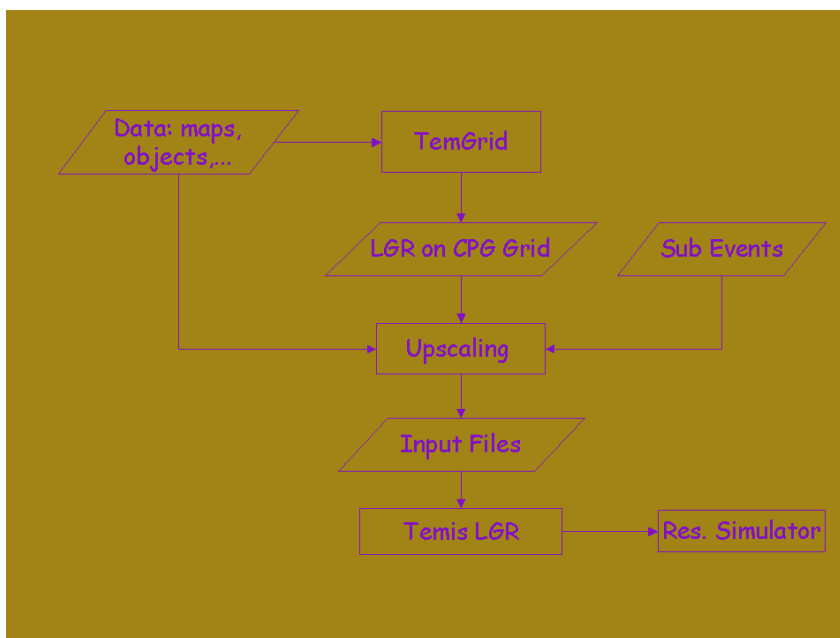 Data: maps,
objects,...
TemGrid
LGR on CPG Grid
Sub Events
Upscaling
Input Files
Temis LGR
Res. Simulator